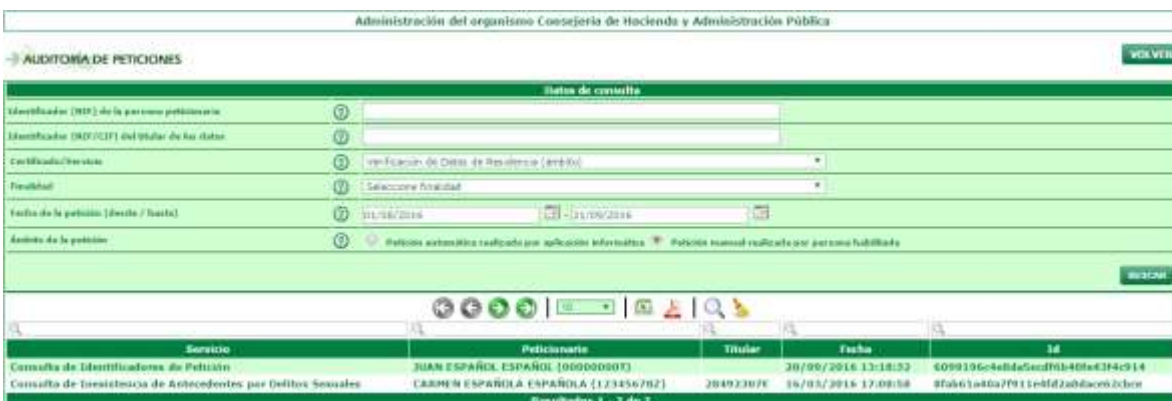 Administración del organismo Consejería de Hacienda y Administración Pública
AUDITORÍA DE PETICIONES
VOLVER
Datos de consulta
Identificador (NIF) de la persona peticionaria
Identificador (NIF/CIF) del titular de los datos
Certificado/Servicio
Verificación de Datos de Residencia (ámbito)
Finalidad
Seleccione finalidad
Fecha de la petición (desde / hasta)
01/08/2016 - 21/09/2016
Ámbito de la petición
Petición automática realizada por aplicación informática Petición manual realizada por persona habilitada
BUSCAR
10
Servicio Peticionario Titular Fecha Id
Consulta de Identificadores de Petición JUAN ESPAÑOL ESPAÑOL (00000000T) 20/09/2016 13:18:52
Consulta de Inexistencia de Antecedentes por Delitos Sexuales CARMEN ESPAÑOLA ESPAÑOLA (12345678Z) 16/03/2016 17:08:58
Resultados 1 - 2 de 2